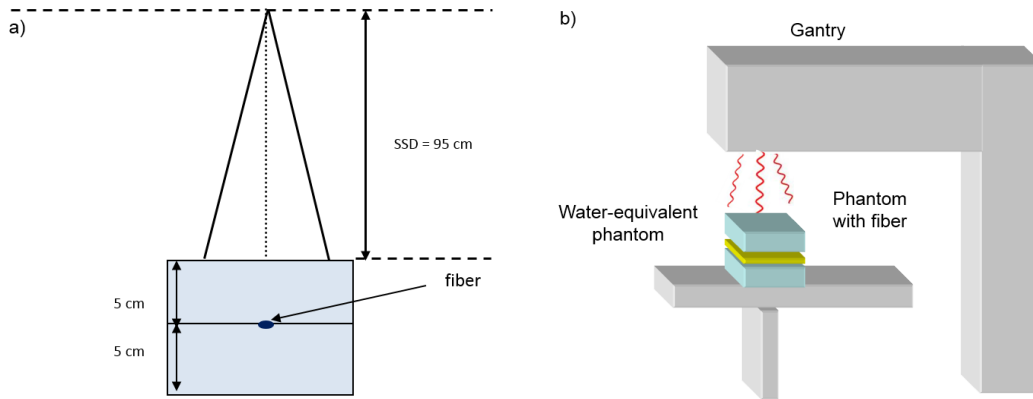 a)
SSD = 95 cm
fiber
5 cm
5 cm
b)
Gantry
Water-equivalent
phantom
Phantom
with fiber